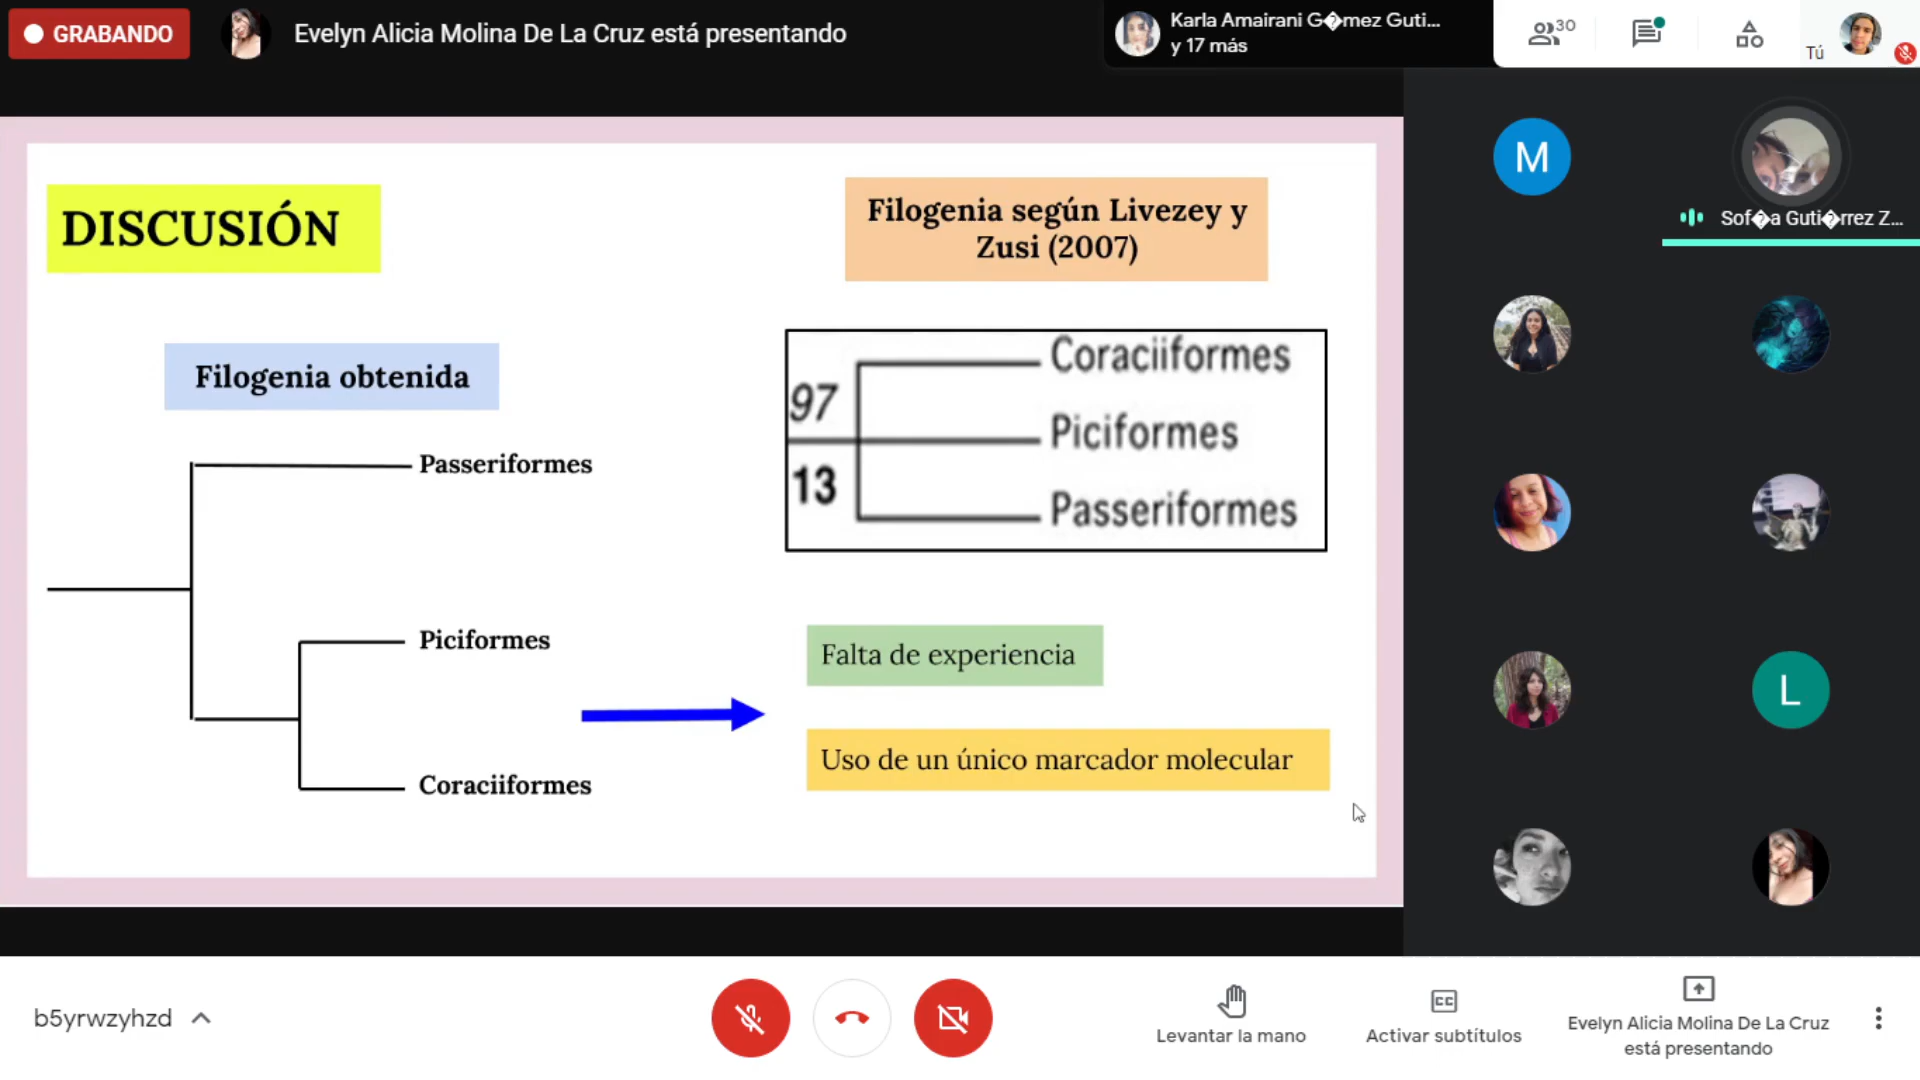 GRABANDO
Evelyn Alicia Molina De La Cruz está presentando
Karla Amairani G�mez Guti...
y 17 más
30
Tú
M
Sof�a Guti�rrez Z...
DISCUSIÓN
Filogenia según Livezey y
Zusi (2007)
Filogenia obtenida
Coraciiformes
97
Piciformes
13
Passeriformes
Passeriformes
Piciformes
Coraciiformes
Falta de experiencia
Uso de un único marcador molecular
L
b5yrwzyhzd
Levantar la mano
CC
Activar subtítulos
Evelyn Alicia Molina De La Cruz
está presentando